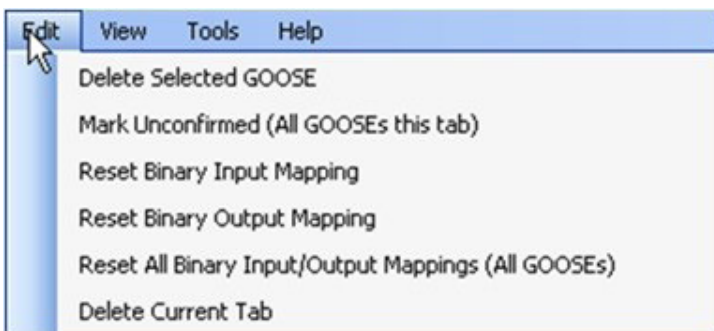 Edit View Tools Help
Delete Selected GOOSE
Mark Unconfirmed (All GOOSEs this tab)
Reset Binary Input Mapping
Reset Binary Output Mapping
Reset All Binary Input/Output Mappings (All GOOSEs)
Delete Current Tab